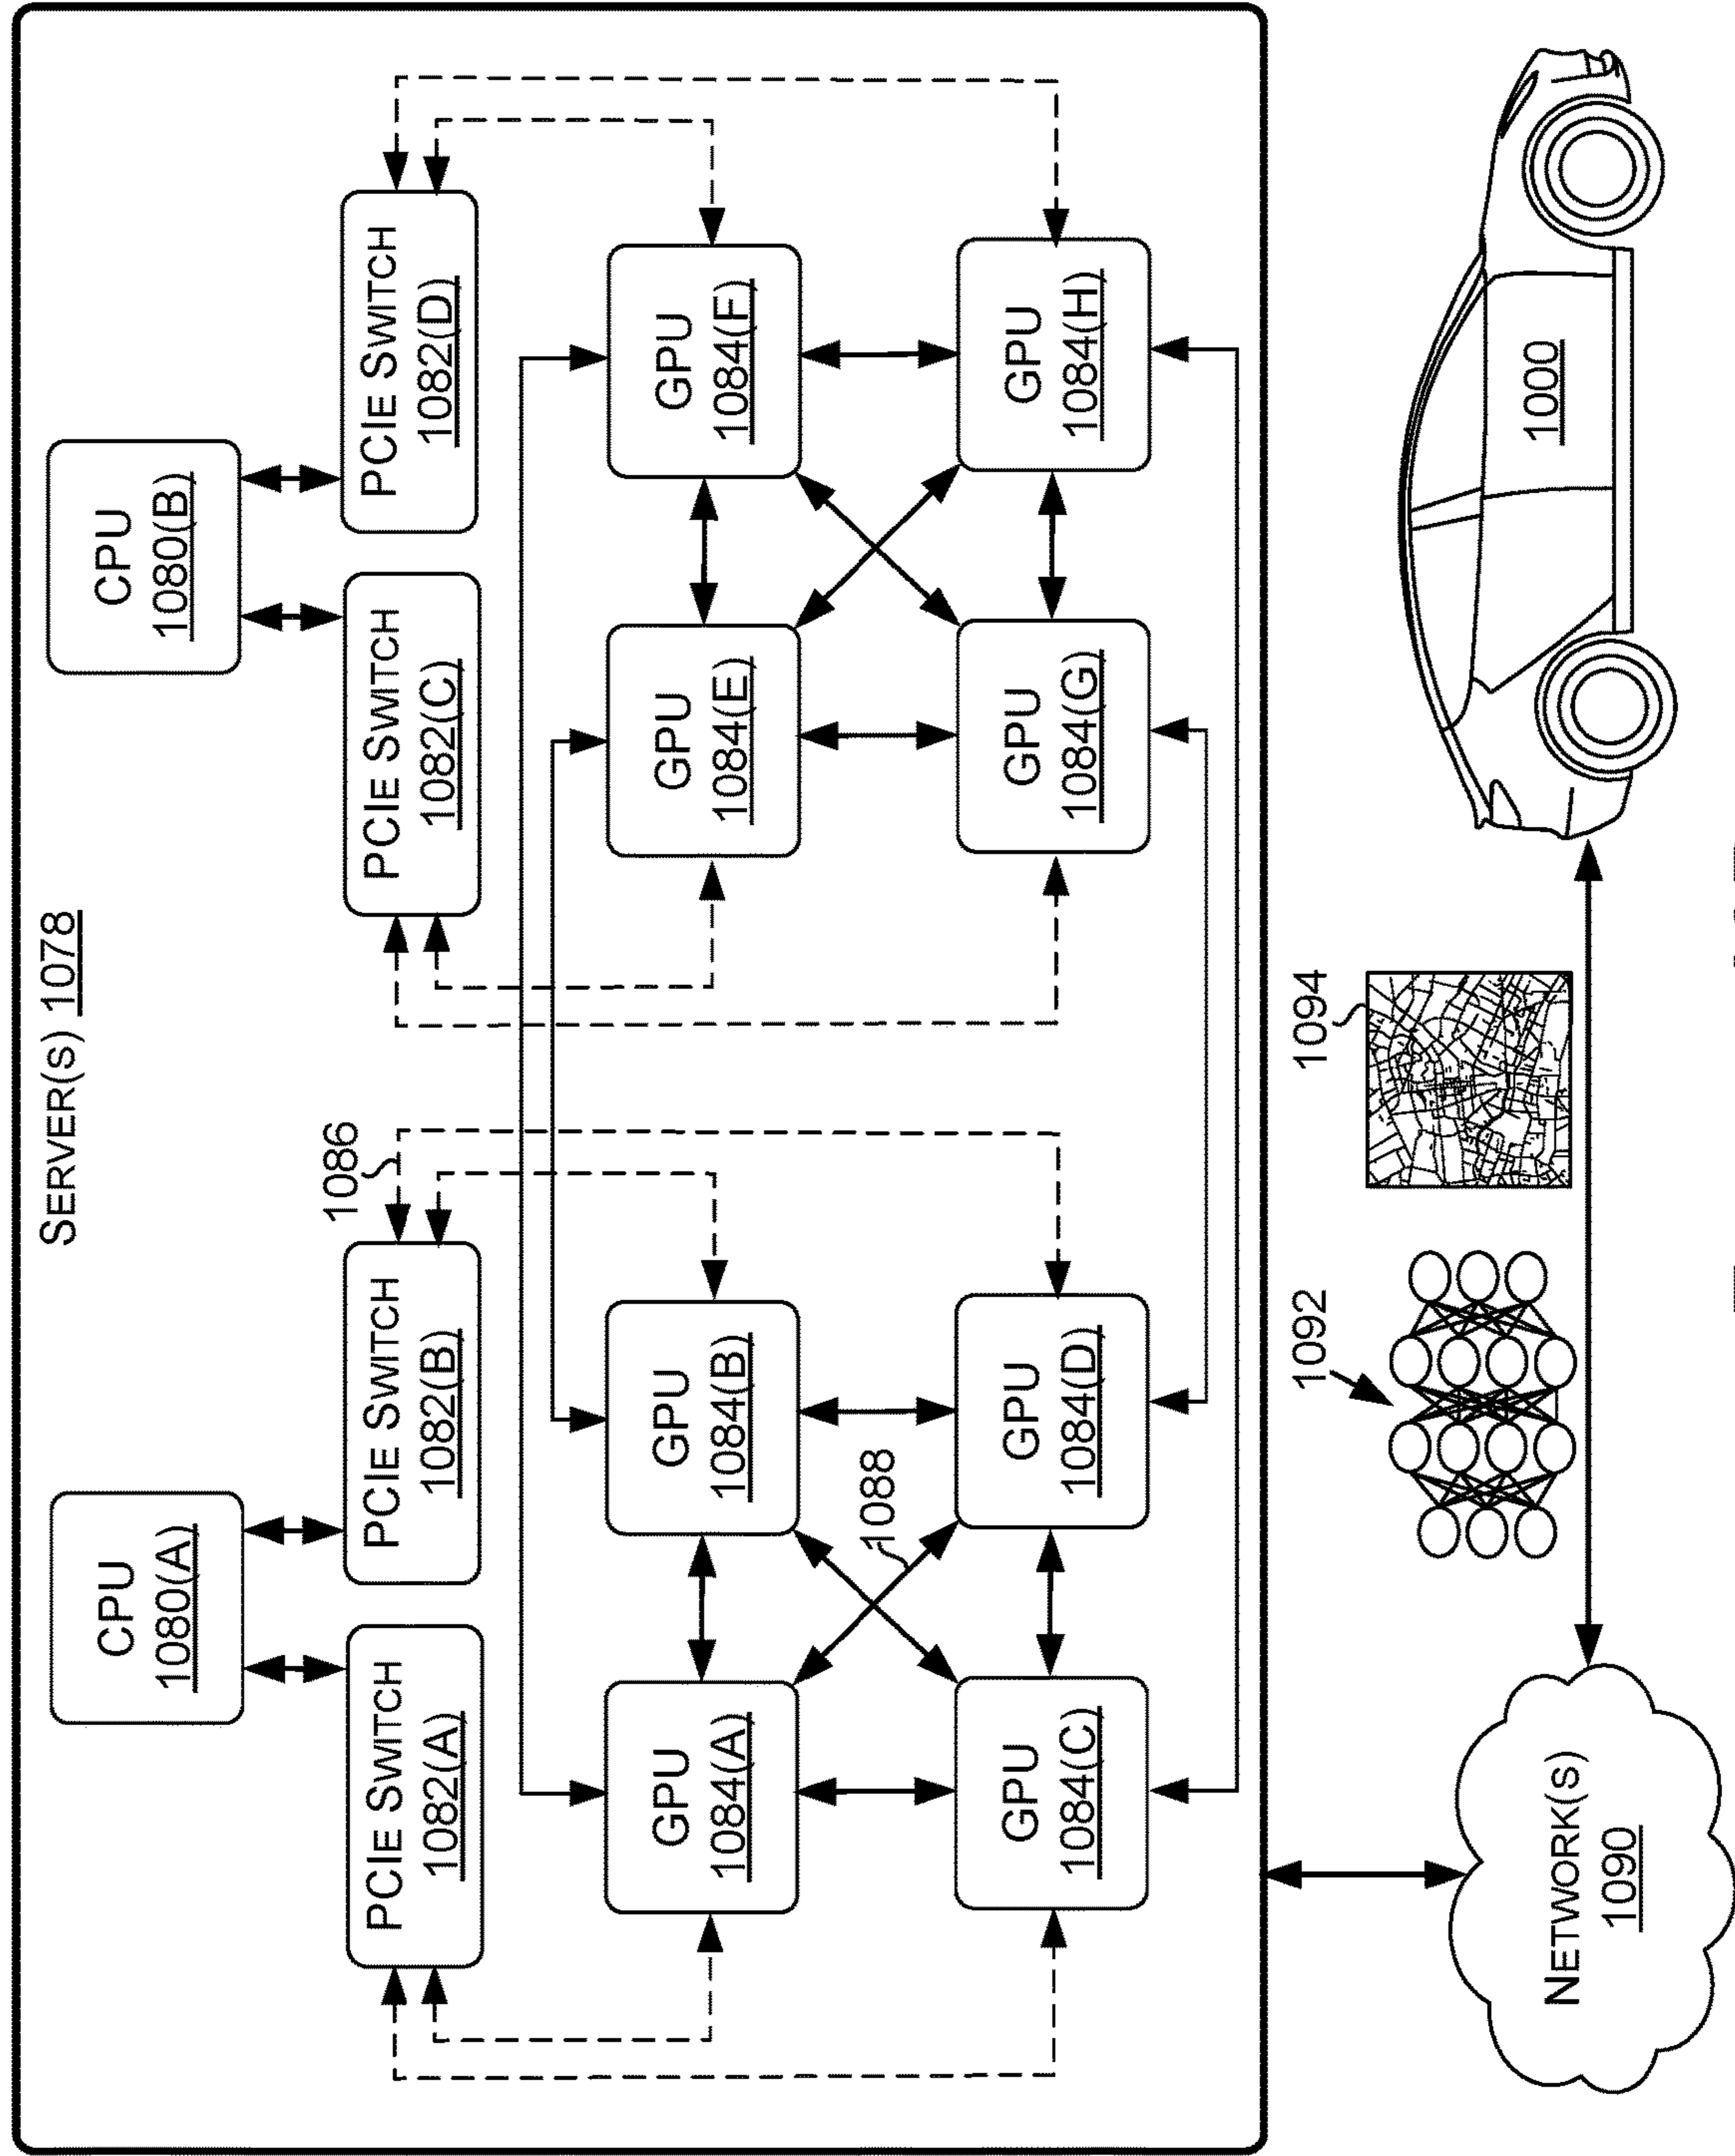 SERVER(S) 1078
CPU
1080(A)
CPU
1080(B)
PCIE SWITCH
1082(A)
PCIE SWITCH
1082(B)
1086
PCIE SWITCH
1082(C)
PCIE SWITCH
1082(D)
GPU
1084(A)
GPU
1084(B)
GPU
1084(E)
GPU
1084(F)
1088
GPU
1084(C)
GPU
1084(D)
GPU
1084(G)
GPU
1084(H)
NETWORK(S)
1090
1092
1094
1000